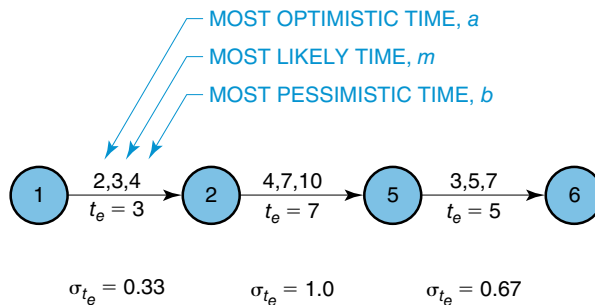 MOST OPTIMISTIC TIME, a
MOST LIKELY TIME, m
MOST PESSIMISTIC TIME, b
1 2,3,4 2 4,7,10 5 3,5,7 6
tₑ = 3 tₑ = 7 tₑ = 5
σₜₑ = 0.33 σₜₑ = 1.0 σₜₑ = 0.67